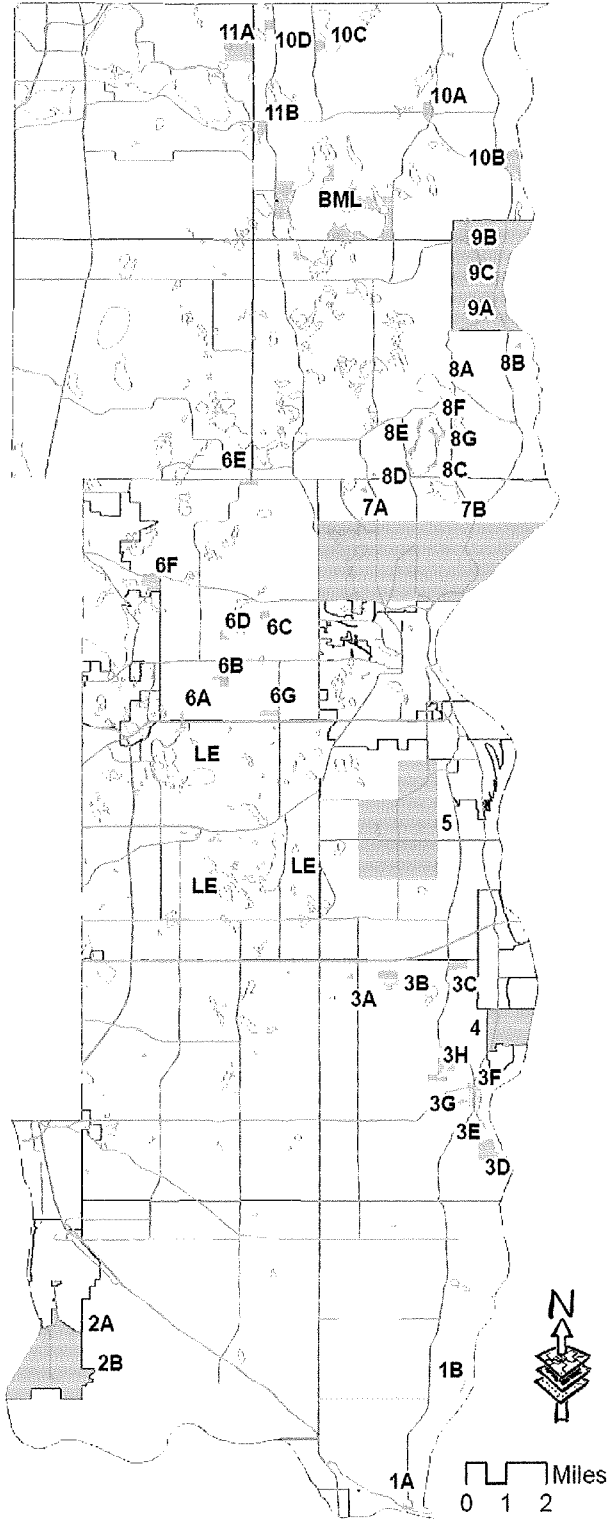 11A
10D
10C
10A
11B
10B
BML
9B
9C
9A
8A
8B
8F
8E
8G
6E
8D
8C
7A
7B
6F
6D
6C
6B
6A
6G
LE
5
LE
LE
3A
3B
3C
4
3H
3F
3G
3E
3D
2A
2B
N
1B
1A
Miles
0 1 2